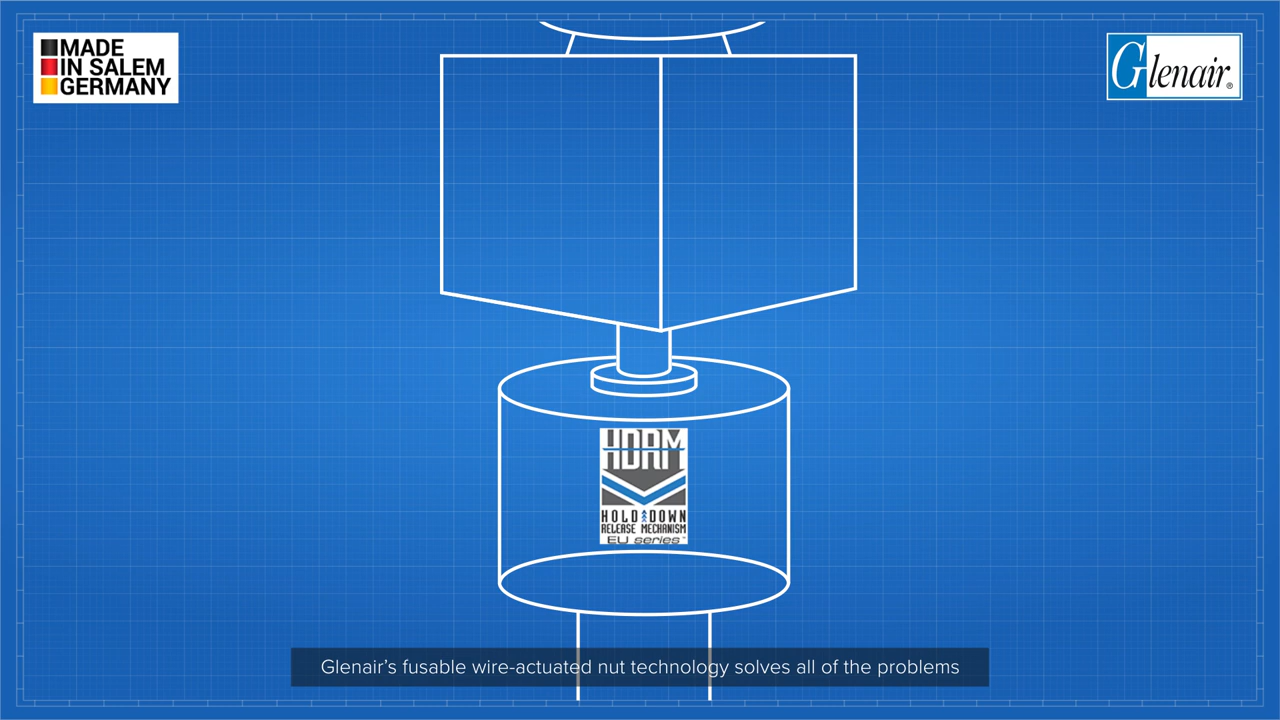 MADE
IN SALEM
GERMANY
Glenair®
HDRM
HOLD DOWN
RELEASE MECHANISM
EU series™
Glenair’s fusable wire-actuated nut technology solves all of the problems